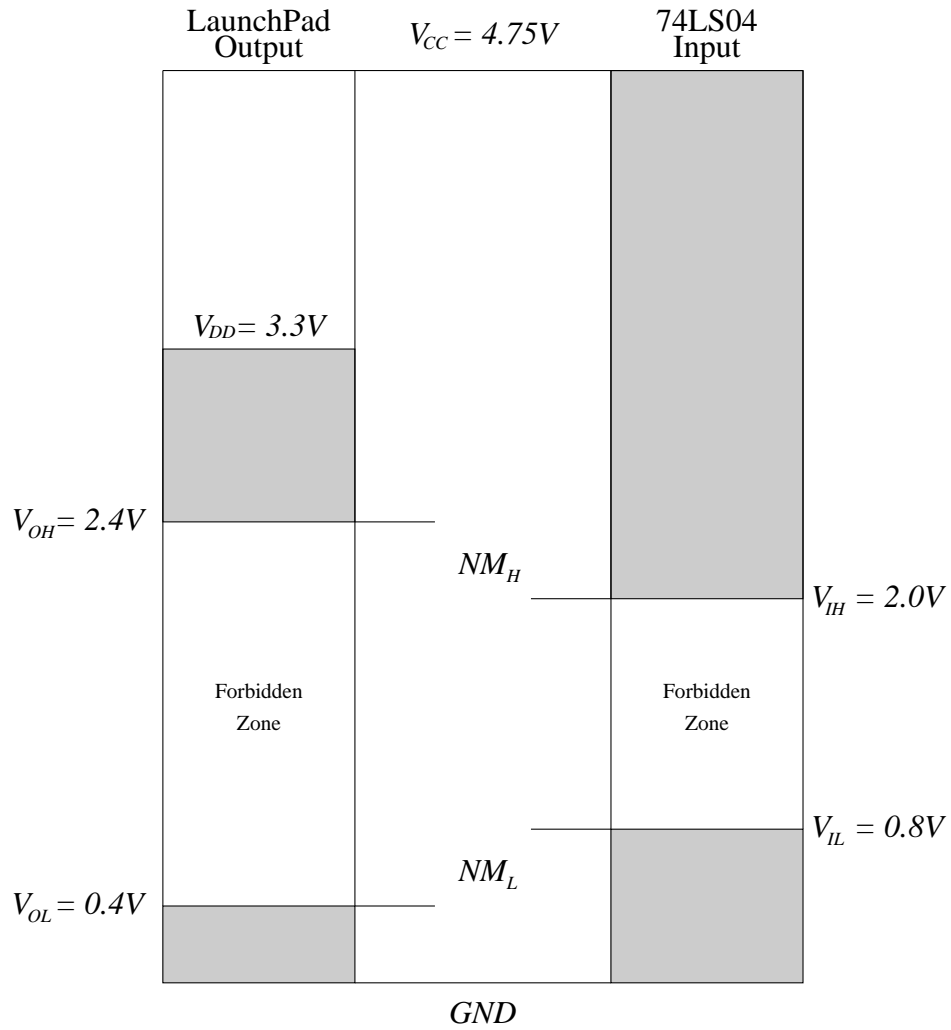 LaunchPad
Output
V_CC = 4.75V
74LS04
Input
V_DD = 3.3V
V_OH = 2.4V
NM_H
V_IH = 2.0V
Forbidden
Zone
Forbidden
Zone
V_IL = 0.8V
NM_L
V_OL = 0.4V
GND